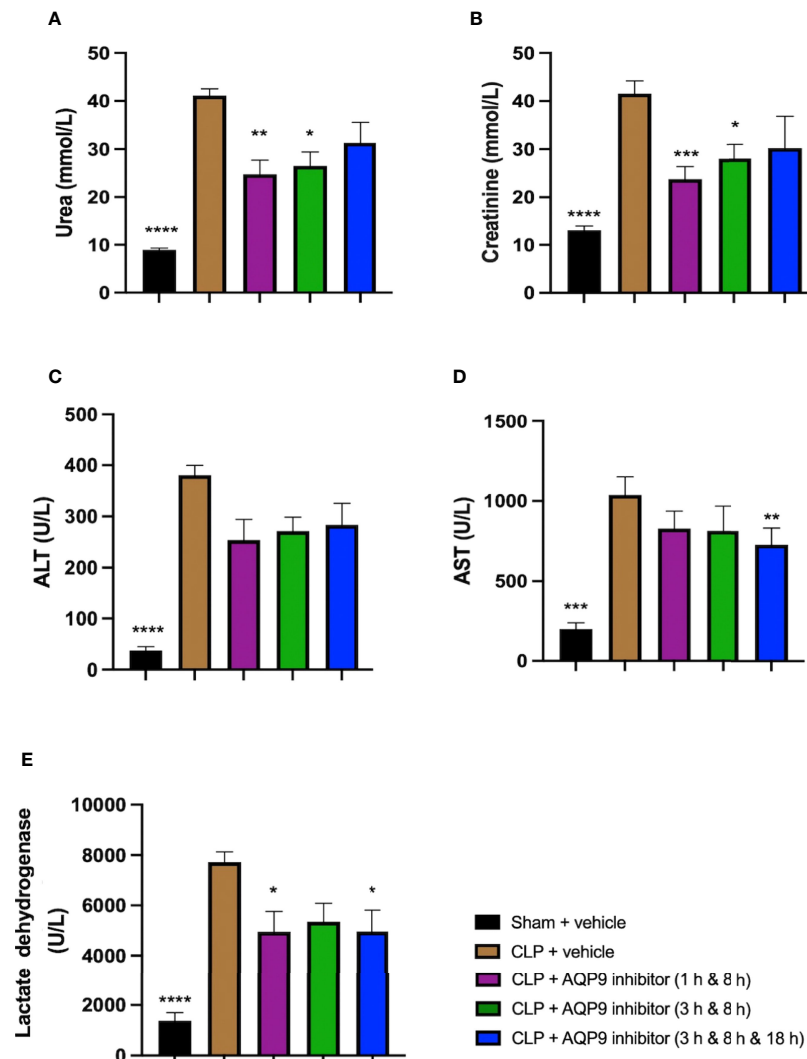 A
Urea (mmol/L)
50
40
30
20
10
0
****
**
*
B
Creatinine (mmol/L)
50
40
30
20
10
0
****
***
*
C
ALT (U/L)
500
400
300
200
100
0
****
D
AST (U/L)
1500
1000
500
0
***
**
E
Lactate dehydrogenase
(U/L)
10000
8000
6000
4000
2000
0
****
*
*
Sham + vehicle
CLP + vehicle
CLP + AQP9 inhibitor (1 h & 8 h)
CLP + AQP9 inhibitor (3 h & 8 h)
CLP + AQP9 inhibitor (3 h & 8 h & 18 h)